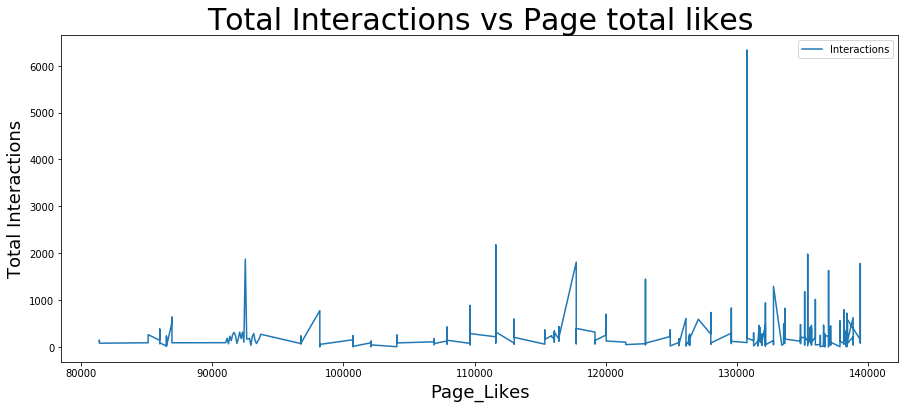 Total Interactions vs Page total likes
Interactions
6000
5000
4000
3000
2000
1000
0
Total Interactions
80000 90000 100000 110000 120000 130000 140000
Page_Likes